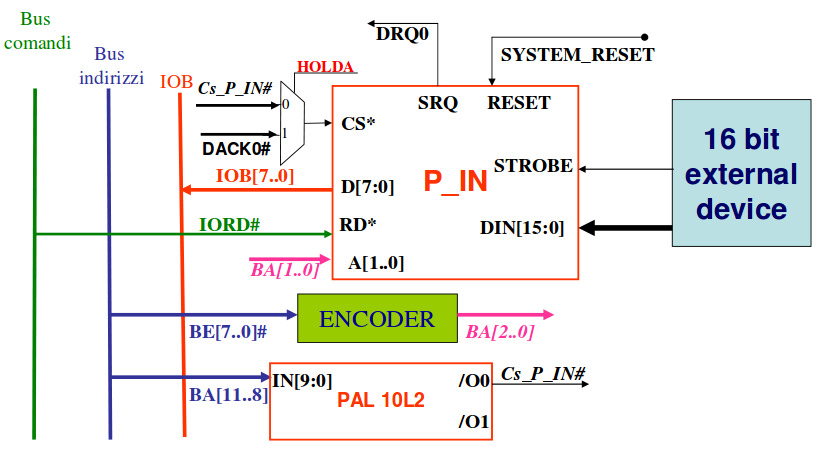 Bus
comandi
Bus
indirizzi
IOB
DRQ0
SYSTEM_RESET
HOLDA
Cs_P_IN#
0
1
DACK0#
SRQ
RESET
CS*
STROBE
P_IN
16 bit
external
device
IOB[7..0]
D[7:0]
IORD#
RD*
DIN[15:0]
BA[1..0]
A[1..0]
BE[7..0]#
ENCODER
BA[2..0]
BA[11..8]
IN[9:0]
PAL 10L2
/O0
Cs_P_IN#
/O1